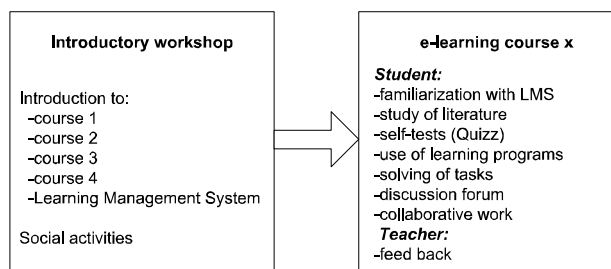 Introductory workshop
Introduction to:
-course 1
-course 2
-course 3
-course 4
-Learning Management System
Social activities
e-learning course x
Student:
-familiarization with LMS
-study of literature
-self-tests (Quizz)
-use of learning programs
-solving of tasks
-discussion forum
-collaborative work
Teacher:
-feed back